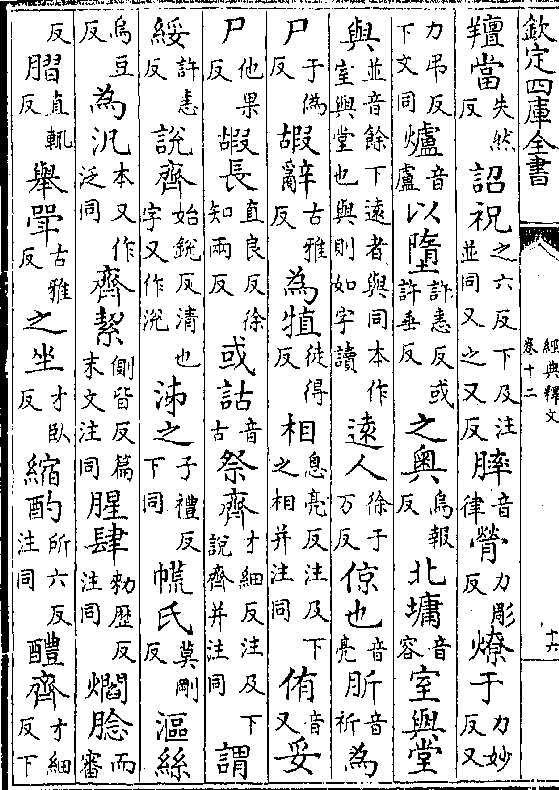 欽定四庫全書
經典釋文
卷十二
十六
羶當失然反詔祝之六反下及注並同又之又反膟音律膋力彫反燎于力妙反又
力弔反下文同爐音盧以墮許恚反或許垂反之奧烏報反北墉音容室與堂
與並音餘下遠者與同本作室與堂也與則如字讀遠人徐于万反倞也音亮肵音祈為
尸于偽反嘏辭古雅反為犆徒得反相息亮反注及下之相并注同侑音又妥
尸他果反嘏長直良反徐知兩反或詁音古祭齊才細反注及下說齊并注同謂
綏許恚反說齊始銳反清也字又作涚泲之子禮反下同㡆氏莫剛反漚絲
烏豆反為汎本又作泛同齊絜側皆反篇末文注同腥肆勑歷反注同爓腍而審
反䐑直輒反舉斝古雅反之坐才臥反縮酌所六反注同醴齊才細反下